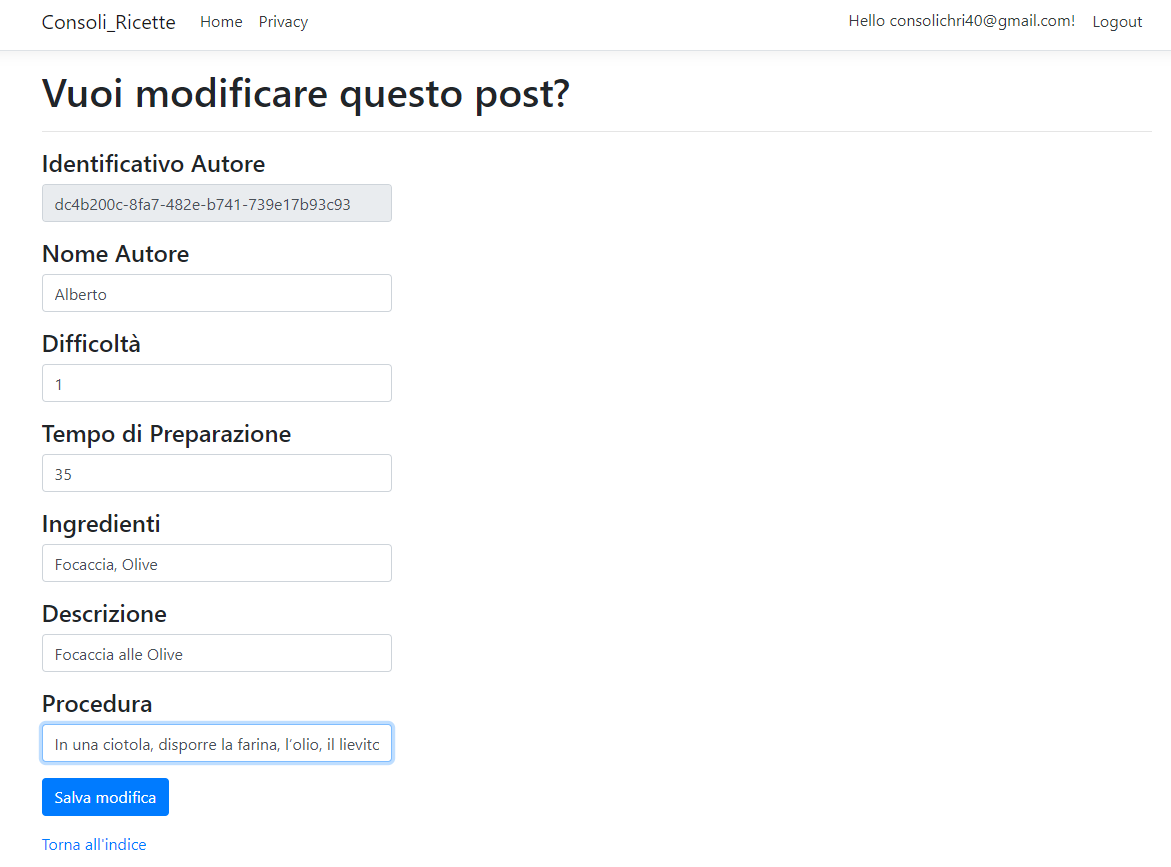 Consoli_Ricette Home Privacy Hello consolichri40@gmail.com! Logout
Vuoi modificare questo post?
Identificativo Autore
dc4b200c-8fa7-482e-b741-739e17b93c93
Nome Autore
Alberto
Difficoltà
1
Tempo di Preparazione
35
Ingredienti
Focaccia, Olive
Descrizione
Focaccia alle Olive
Procedura
In una ciotola, disporre la farina, l’olio, il lievito
Salva modifica
Torna all'indice